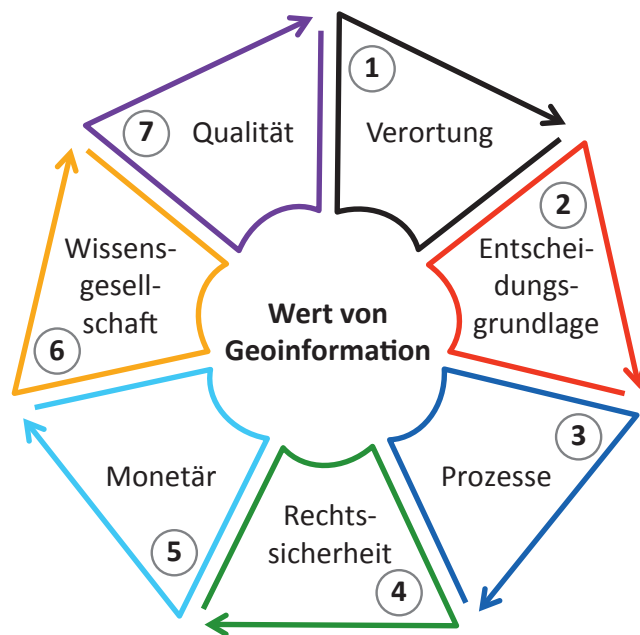 1
Verortung
2
Entschei-
dungs-
grundlage
3
Prozesse
4
Rechts-
sicherheit
5
Monetär
6
Wissens-
gesell-
schaft
7
Qualität
Wert von
Geoinformation